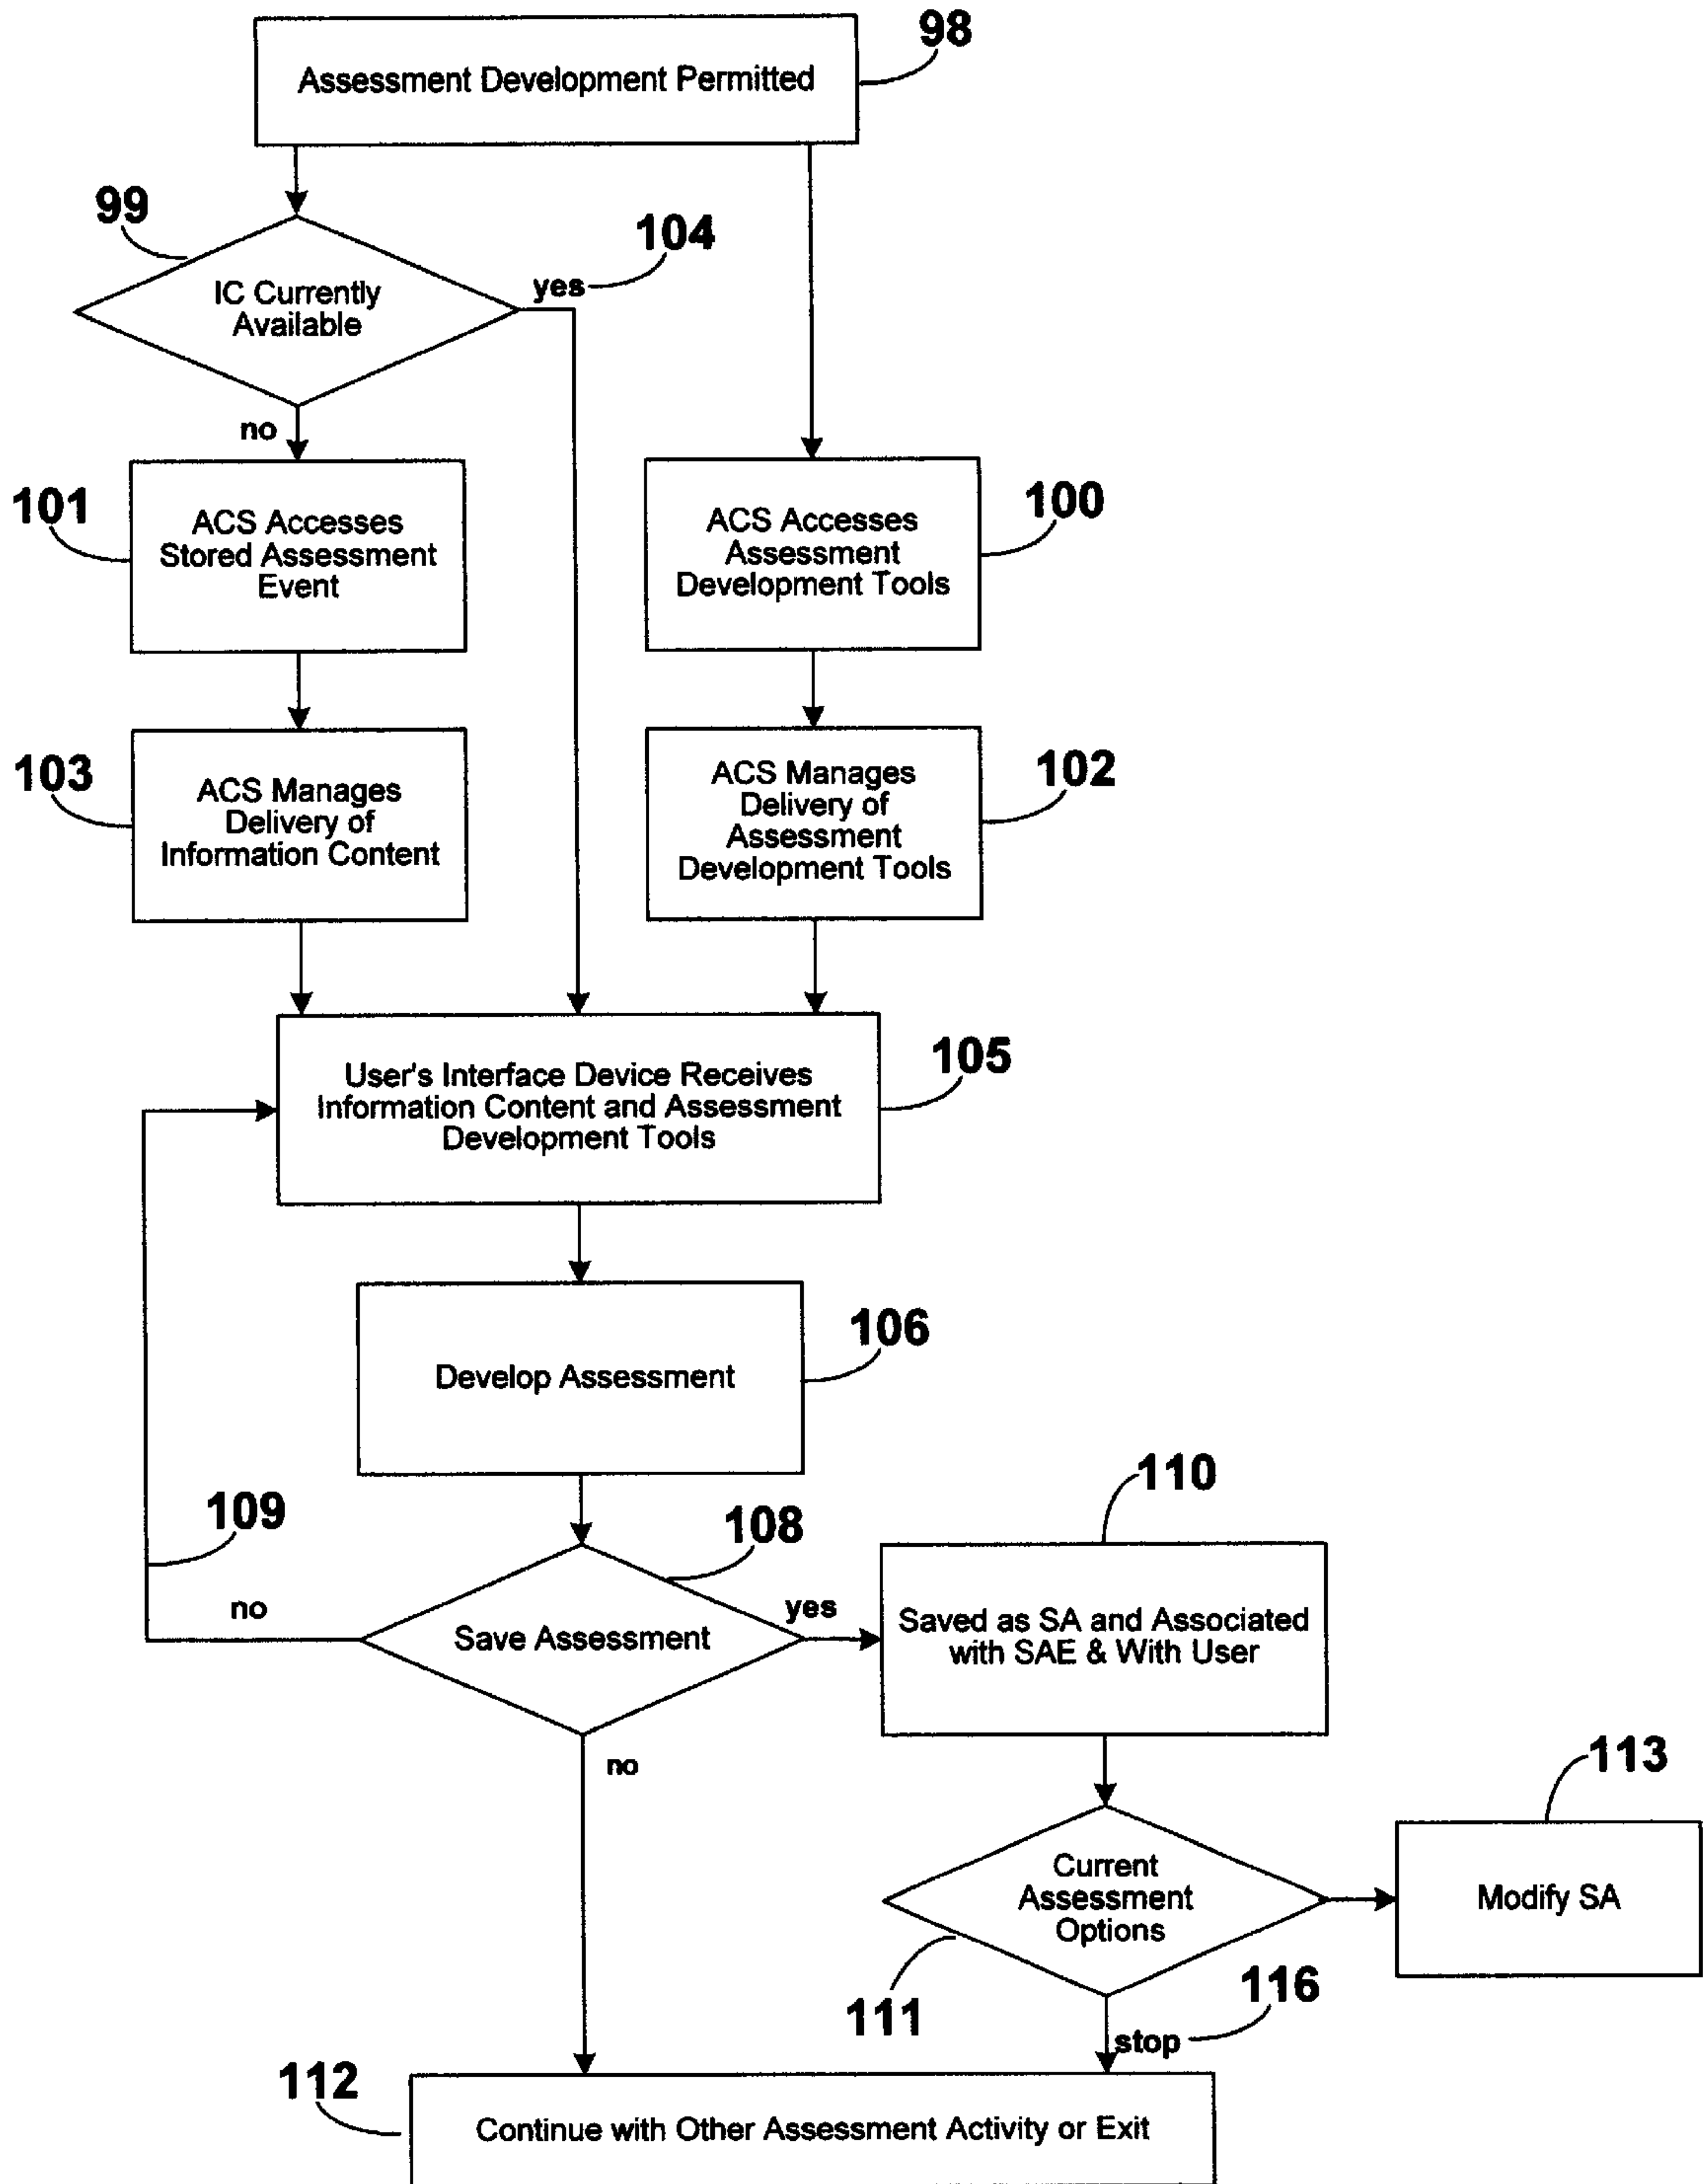 98
Assessment Development Permitted
99
104
IC Currently
Available
yes
no
101
ACS Accesses
Stored Assessment
Event
100
ACS Accesses
Assessment
Development Tools
103
ACS Manages
Delivery of
Information Content
102
ACS Manages
Delivery of
Assessment
Development Tools
105
User's Interface Device Receives
Information Content and Assessment
Development Tools
106
Develop Assessment
109
108
110
no
Save Assessment
yes
Saved as SA and Associated
with SAE & With User
no
113
Current
Assessment
Options
Modify SA
111
116
stop
112
Continue with Other Assessment Activity or Exit